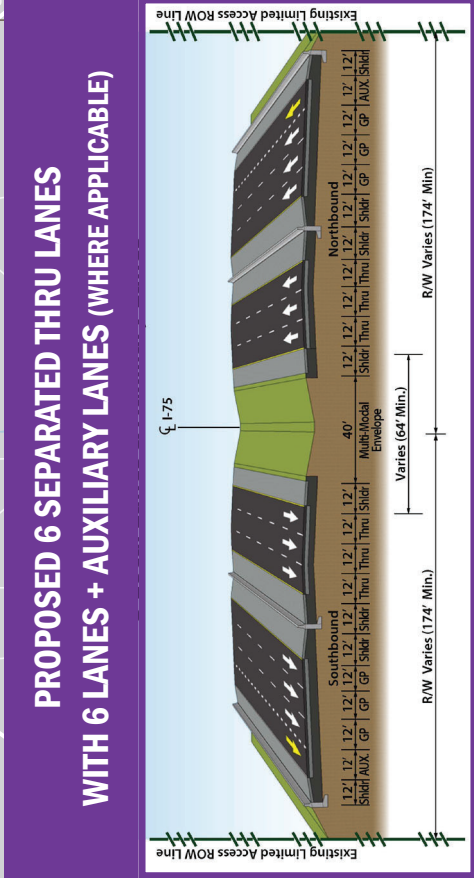 PROPOSED 6 SEPARATED THRU LANES
WITH 6 LANES + AUXILIARY LANES (WHERE APPLICABLE)
Existing Limited Access ROW Line
℄ I-75
Existing Limited Access ROW Line
Southbound
Northbound
12' 12' 12' 12' 12' 12' 12' 12' 12' 12' 12' 40' 12' 12' 12' 12' 12' 12' 12' 12' 12' 12' 12'
Shldr AUX. GP GP GP Shldr Shldr Thru Thru Thru Shldr Multi-Modal Shldr Thru Thru Thru Shldr Shldr GP GP GP AUX. Shldr
Envelope
Varies (64' Min.)
R/W Varies (174' Min.)
R/W Varies (174' Min)